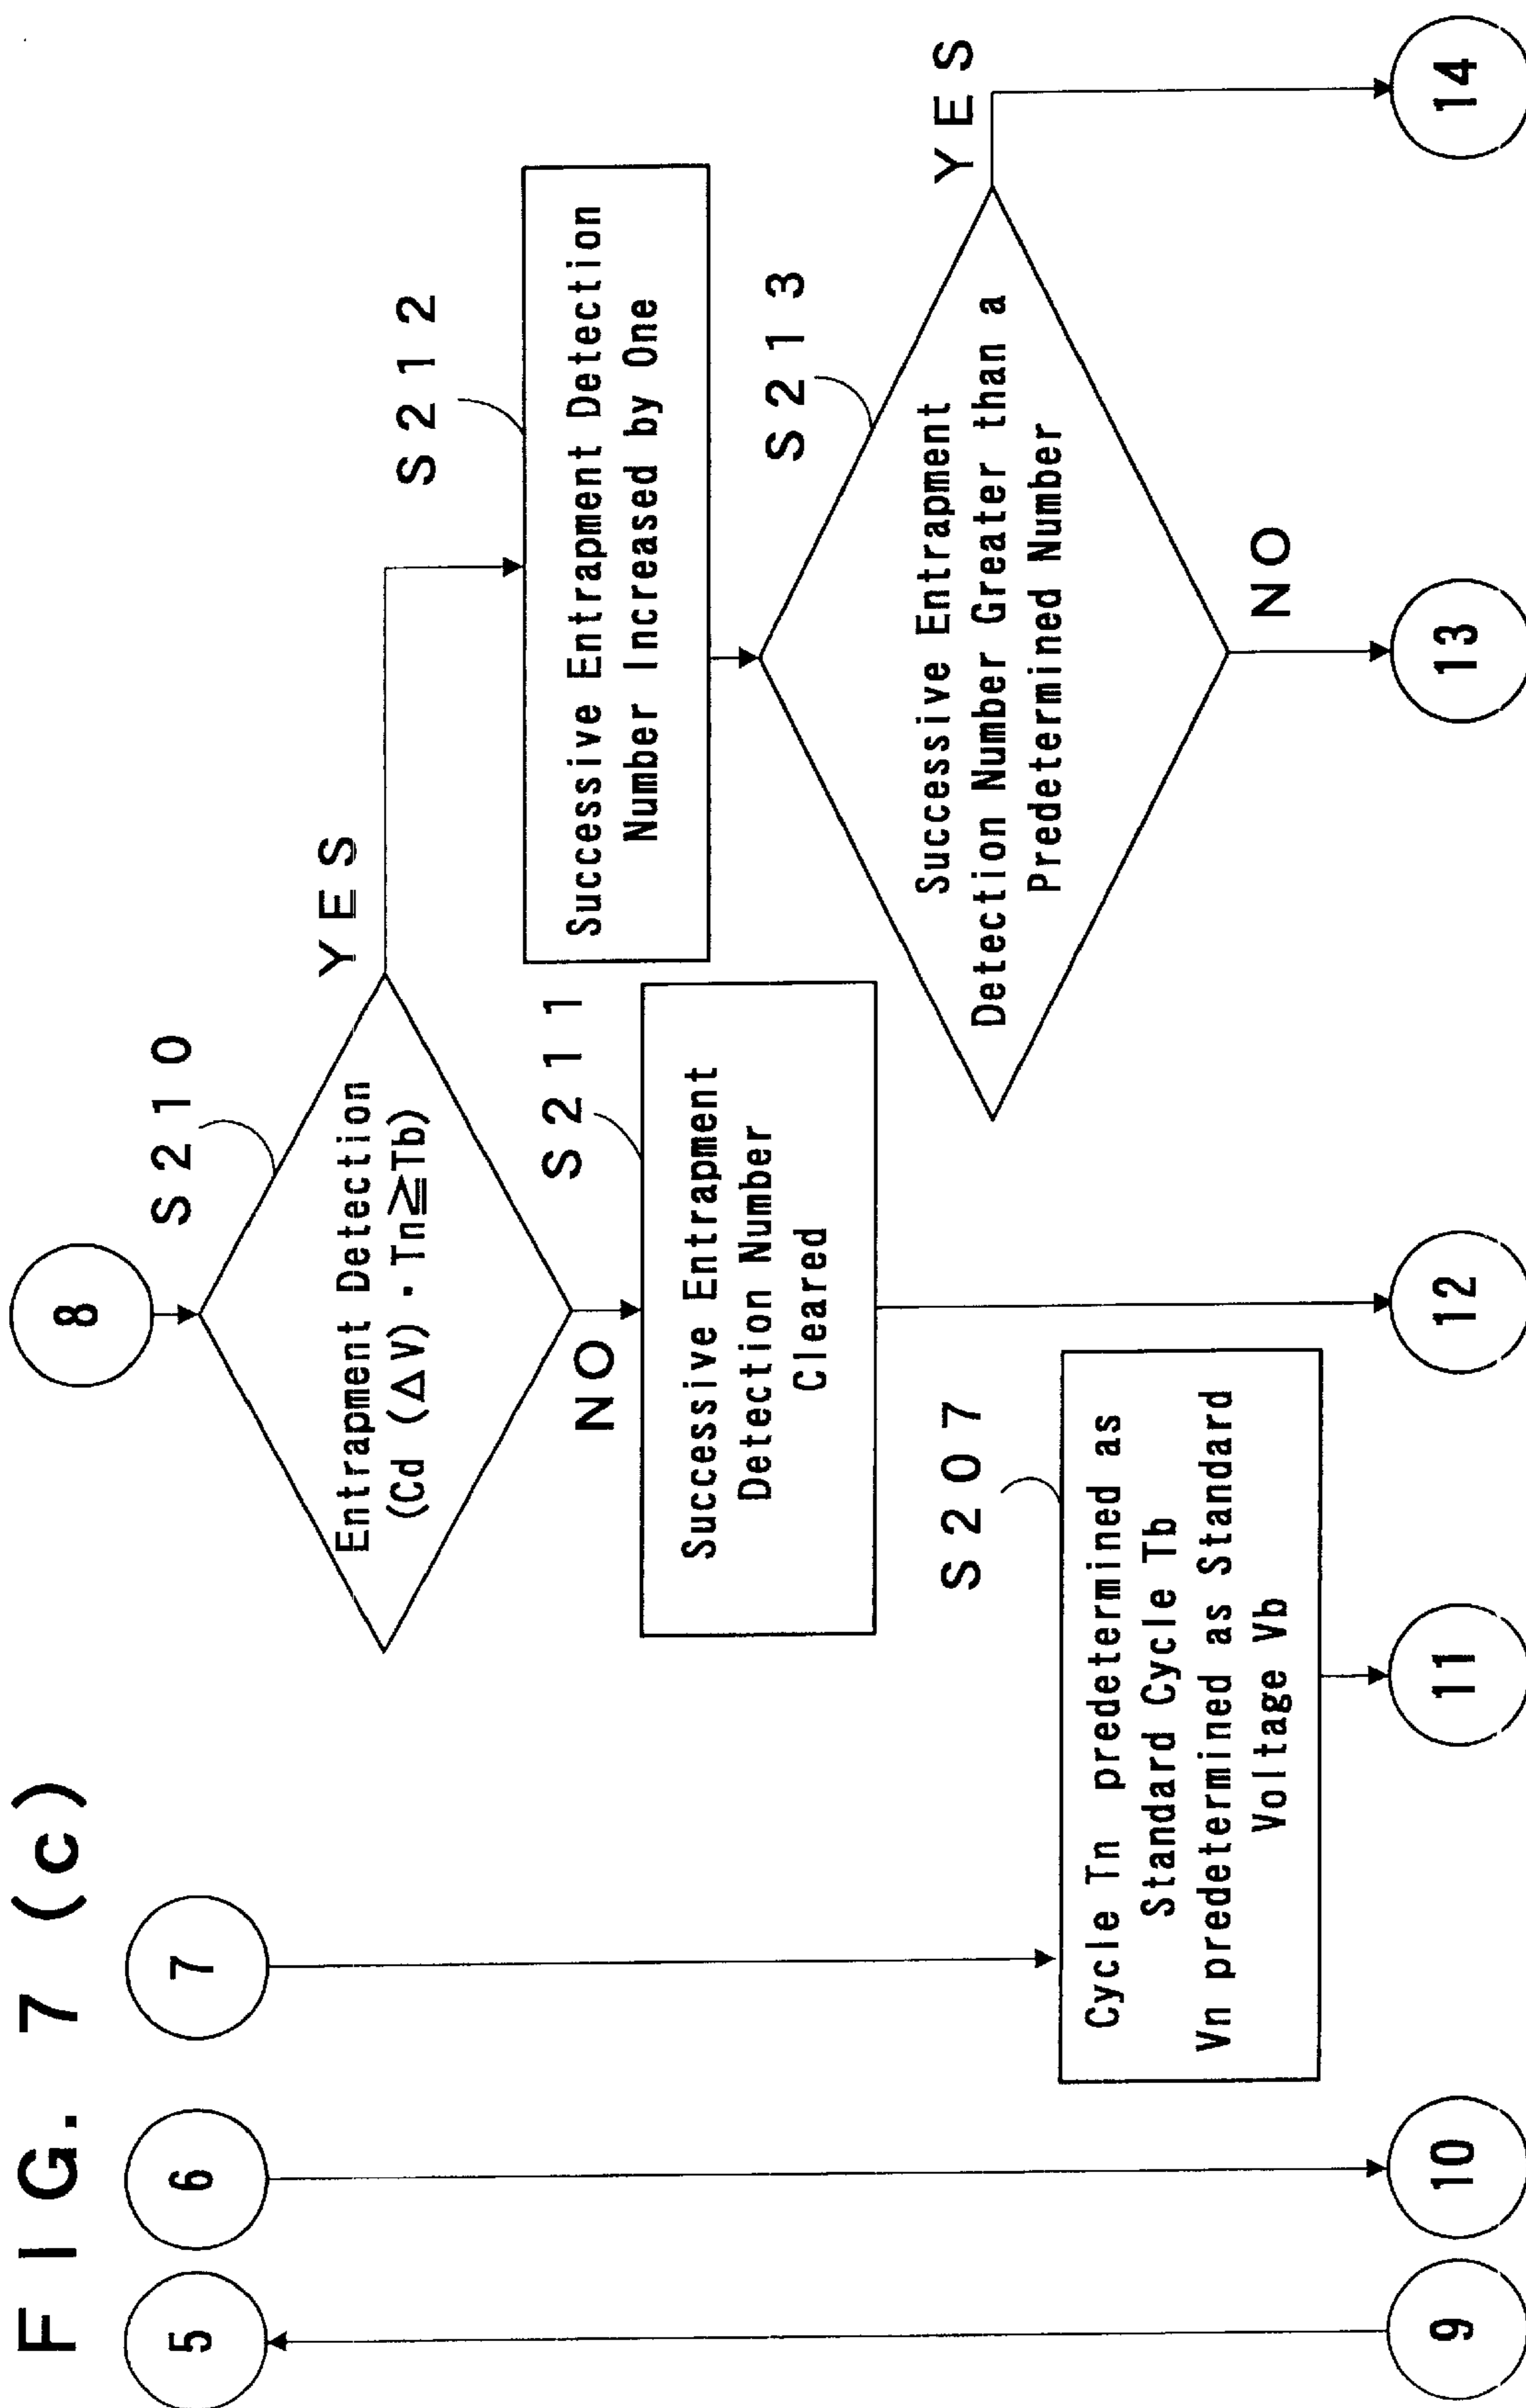 FIG. 7 (c)
5
6
7
8
S210
Entrapment Detection
(Cd (ΔV) · Tn≧Tb)
YES
NO
S211
Successive Entrapment
Detection Number
Cleared
S212
Successive Entrapment Detection
Number Increased by One
S213
Successive Entrapment
Detection Number Greater than a
Predetermined Number
YES
NO
S207
Cycle Tn predetermined as
Standard Cycle Tb
Vn predetermined as Standard
Voltage Vb
9
10
11
12
13
14